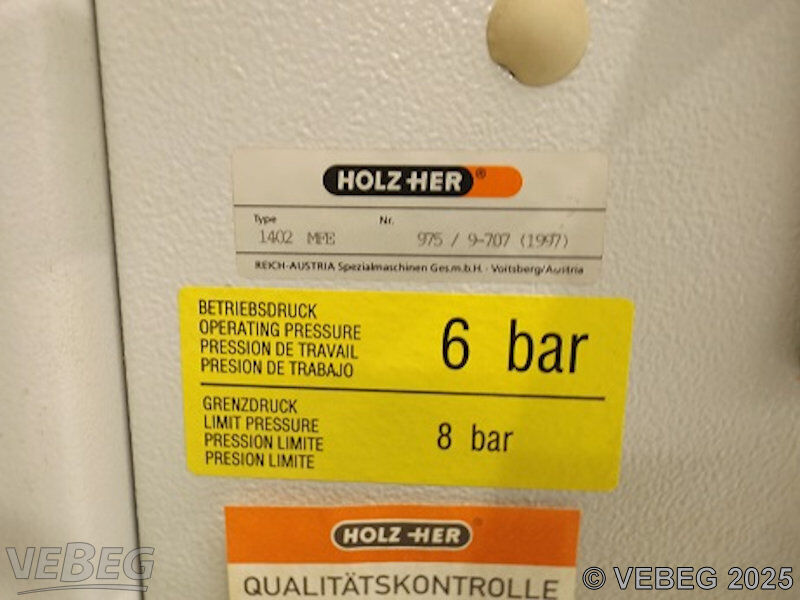 HOLZ-HER®
Type Nr.
1402 MFE 975 / 9-707 (1997)
REICH-AUSTRIA Spezialmaschinen Ges.m.b.H. · Voitsberg/Austria
BETRIEBSDRUCK
OPERATING PRESSURE
PRESSION DE TRAVAIL
PRESION DE TRABAJO
6 bar
GRENZDRUCK
LIMIT PRESSURE
PRESSION LIMITE
PRESION LIMITE
8 bar
HOLZ-HER
QUALITÄTSKONTROLLE
VEBEG
© VEBEG 2025